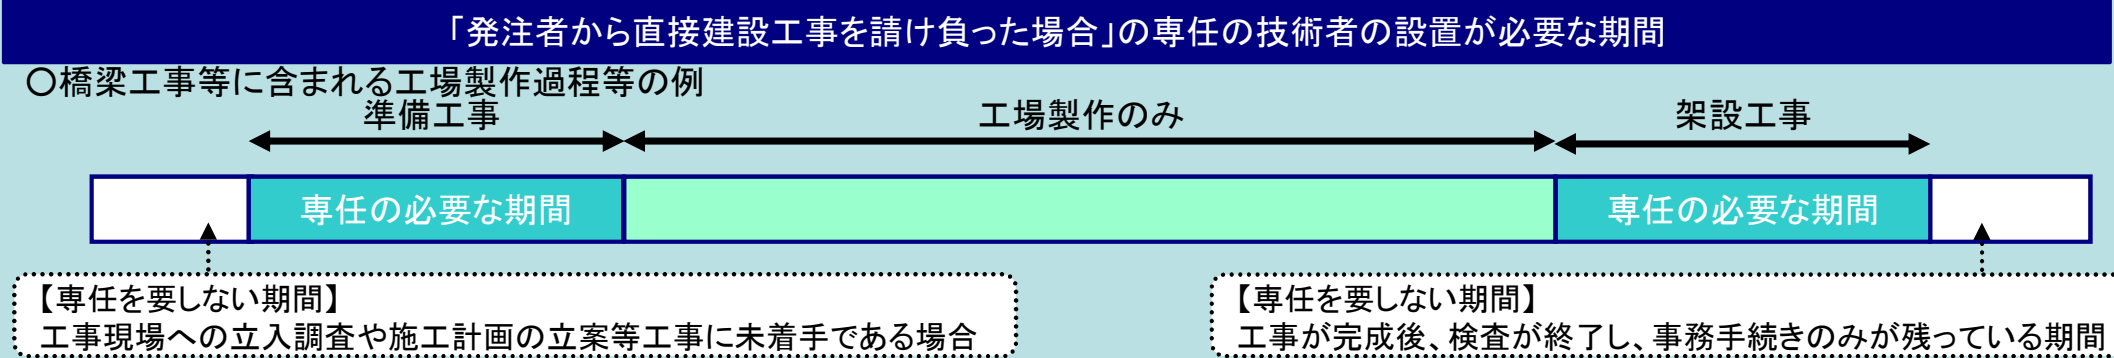 「発注者から直接建設工事を請け負った場合」の専任の技術者の設置が必要な期間
〇橋梁工事等に含まれる工場製作過程等の例
準備工事
工場製作のみ
架設工事
専任の必要な期間
専任の必要な期間
【専任を要しない期間】
工事現場への立入調査や施工計画の立案等工事に未着手である場合
【専任を要しない期間】
工事が完成後、検査が終了し、事務手続きのみが残っている期間